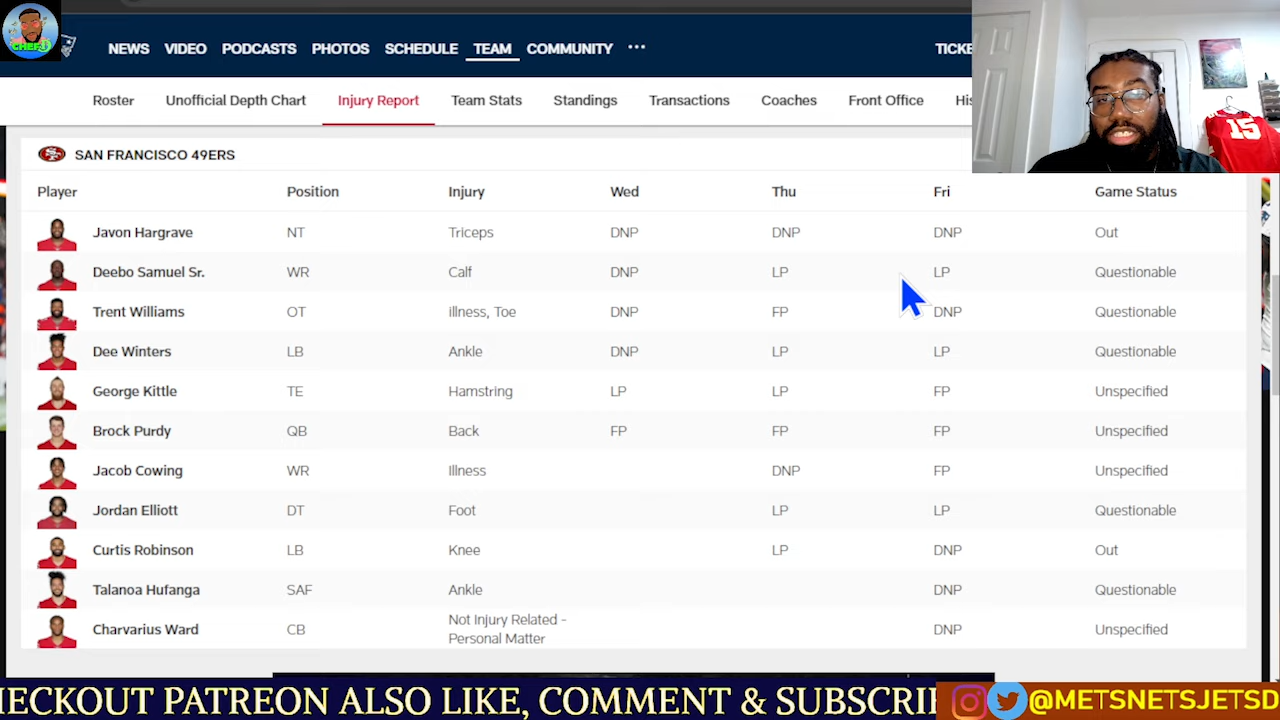 CHEF
NEWS VIDEO PODCASTS PHOTOS SCHEDULE TEAM COMMUNITY ••• TICKE
Roster Unofficial Depth Chart Injury Report Team Stats Standings Transactions Coaches Front Office His
SAN FRANCISCO 49ERS
Player Position Injury Wed Thu Fri Game Status
Javon Hargrave NT Triceps DNP DNP DNP Out
Deebo Samuel Sr. WR Calf DNP LP LP Questionable
Trent Williams OT illness, Toe DNP FP DNP Questionable
Dee Winters LB Ankle DNP LP LP Questionable
George Kittle TE Hamstring LP LP FP Unspecified
Brock Purdy QB Back FP FP FP Unspecified
Jacob Cowing WR Illness DNP FP Unspecified
Jordan Elliott DT Foot LP LP Questionable
Curtis Robinson LB Knee LP DNP Out
Talanoa Hufanga SAF Ankle DNP Questionable
Charvarius Ward CB Not Injury Related - Personal Matter DNP Unspecified
15
HECKOUT PATREON ALSO LIKE, COMMENT & SUBSCRIB
@METSNETSJETSD